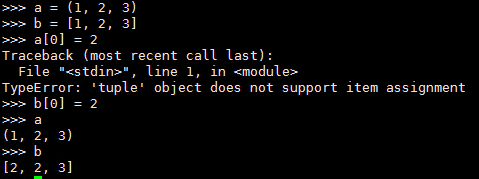 >>> a = (1, 2, 3)
>>> b = [1, 2, 3]
>>> a[0] = 2
Traceback (most recent call last):
  File "<stdin>", line 1, in <module>
TypeError: 'tuple' object does not support item assignment
>>> b[0] = 2
>>> a
(1, 2, 3)
>>> b
[2, 2, 3]